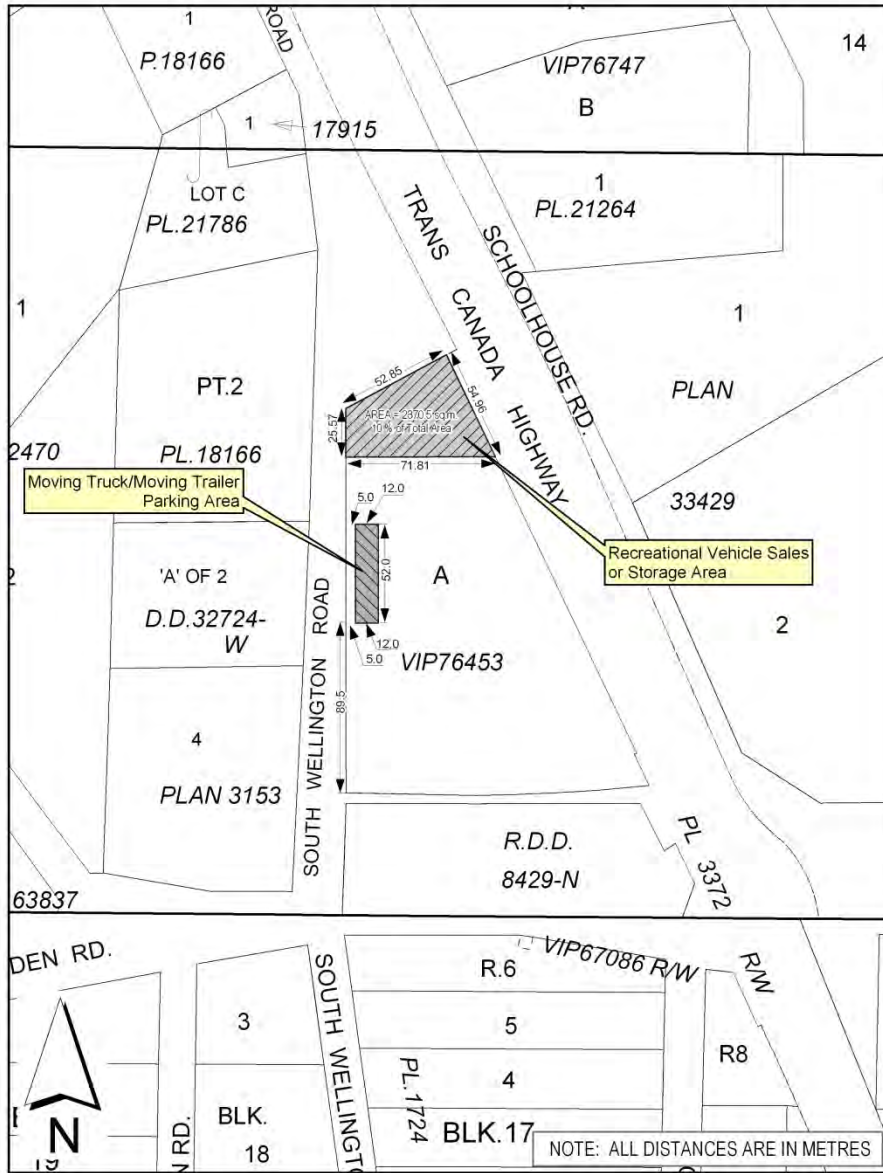 1
P.18166
ROAD
VIP76747
B
14
1
17915
LOT C
PL.21786
1
PL.21264
TRANS CANADA HIGHWAY
SCHOOLHOUSE RD.
1
1
PT.2
PLAN
52.85
54.96
25.57
AREA = 2370.5 sq.m.
10% of Total Area
71.81
2470
PL.18166
33429
Moving Truck/Moving Trailer
Parking Area
5.0
12.0
Recreational Vehicle Sales
or Storage Area
52.0
A
'A' OF 2
D.D.32724-
W
2
2
12.0
5.0
VIP76453
SOUTH WELLINGTON ROAD
89.5
4
PLAN 3153
R.D.D.
8429-N
PL 3372
63837
DEN RD.
SOUTH WELLINGTO
R.6
VIP67086 R/W
R/W
3
5
R8
4
PL.1724
BLK.
18
BLK.17
N RD.
N
19
NOTE: ALL DISTANCES ARE IN METRES